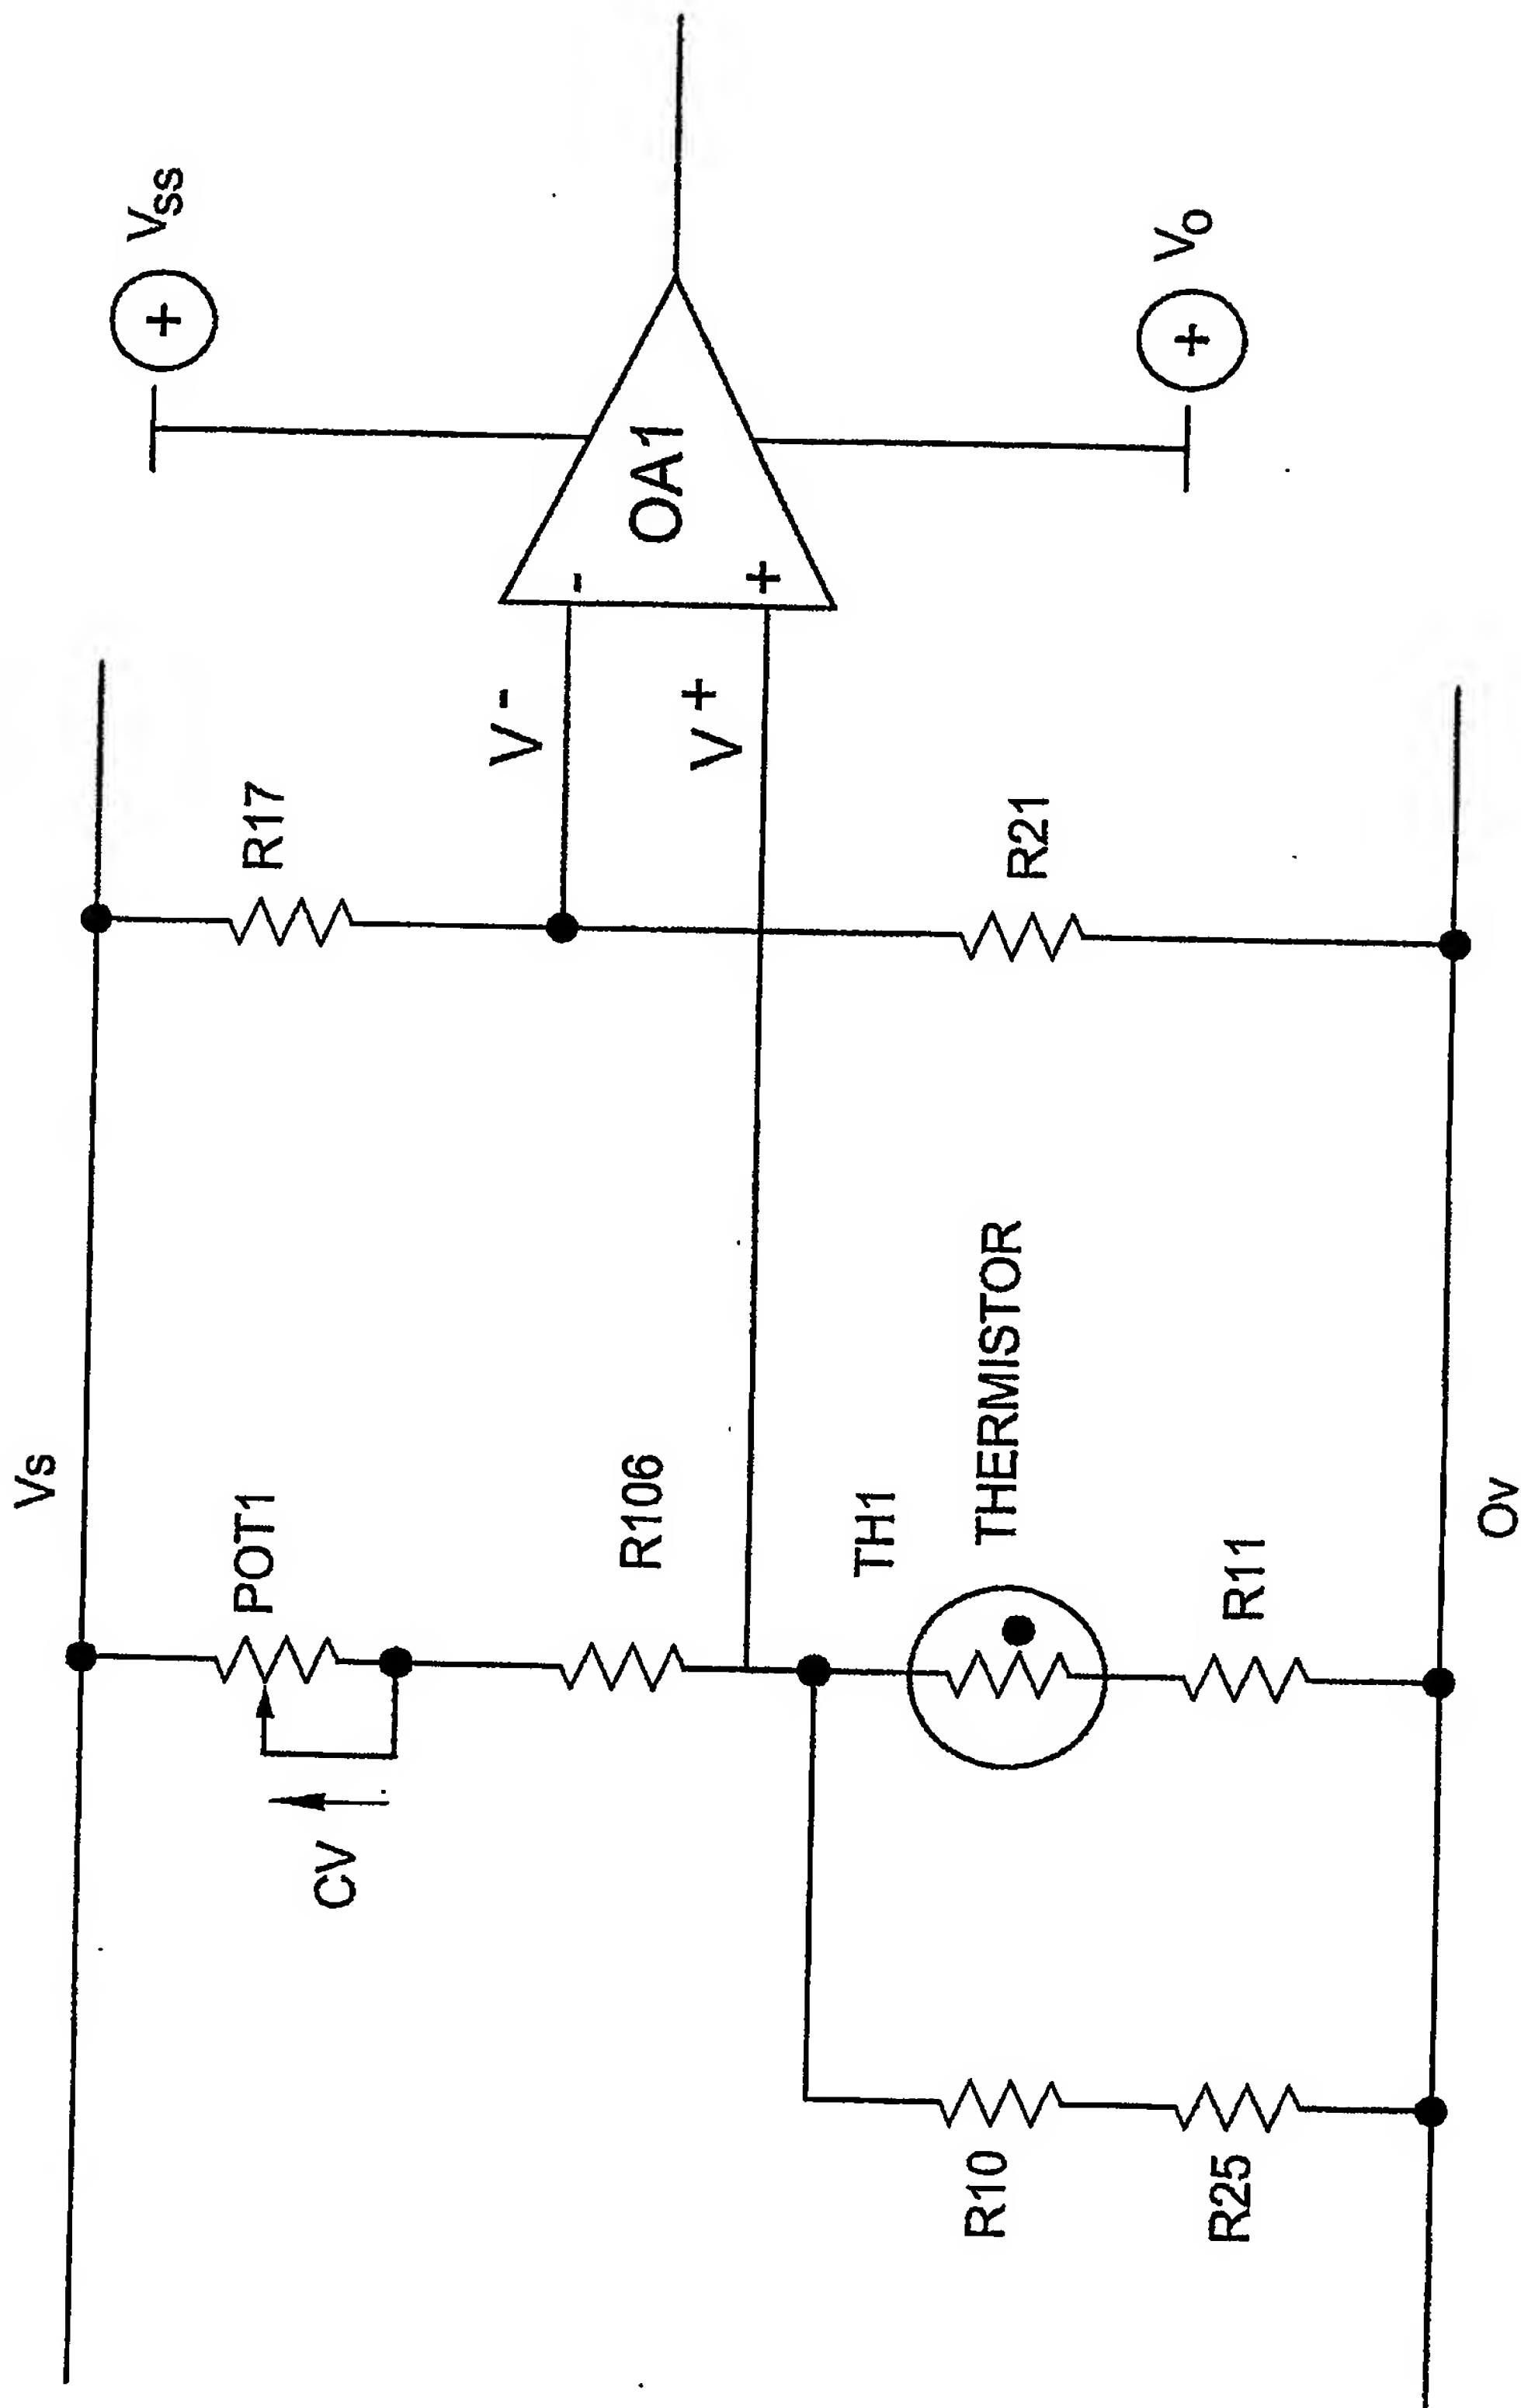 Vs
POT1
CV
R106
TH1
THERMISTOR
R11
R10
R25
Ov
R17
R21
V-
V+
-
+
OA1
+ Vss
+ Vo